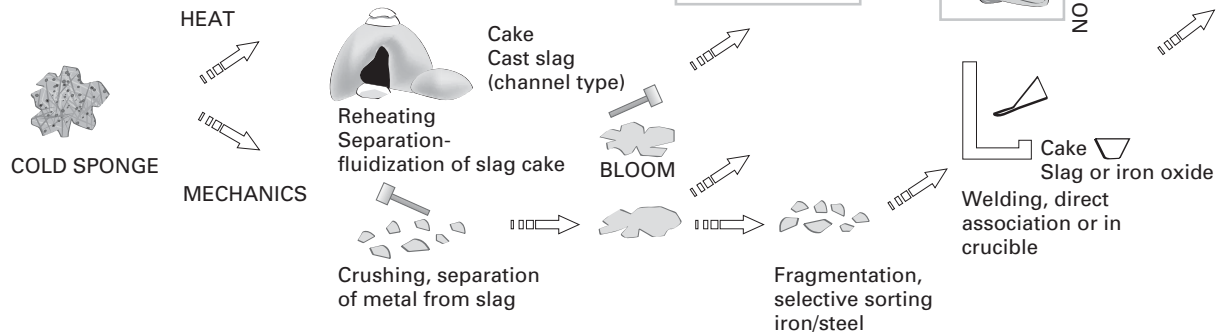 HEAT
Cake
Cast slag
(channel type)
ON
Reheating
Separation-
fluidization of slag cake
COLD SPONGE
BLOOM
Cake
Slag or iron oxide
MECHANICS
Welding, direct
association or in
crucible
Crushing, separation
of metal from slag
Fragmentation,
selective sorting
iron/steel